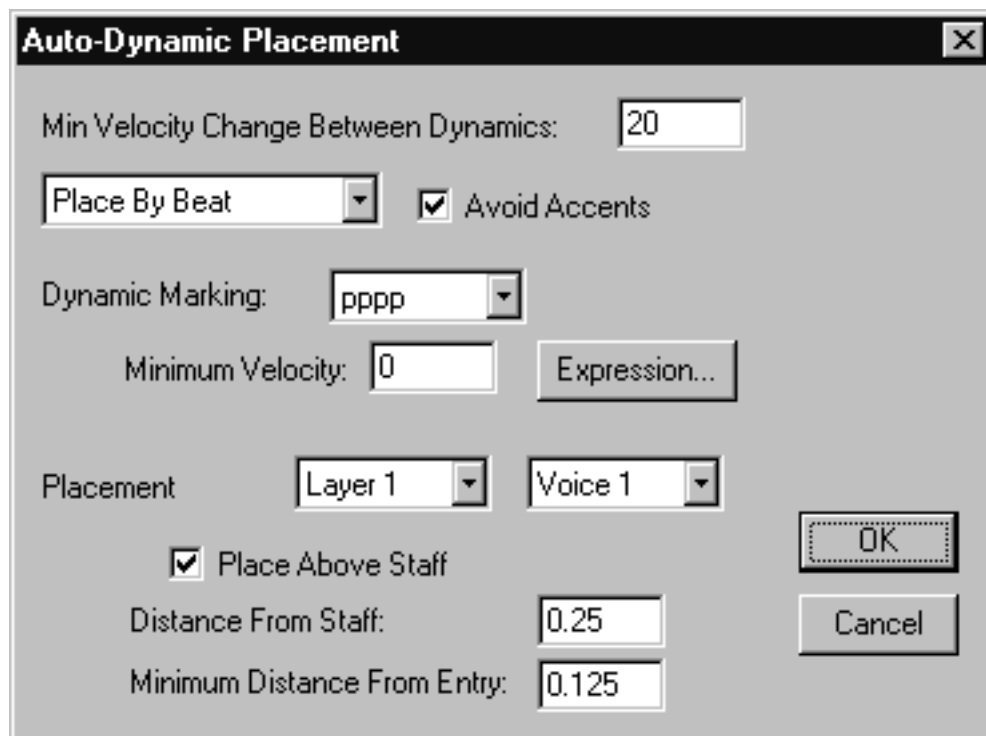 Auto-Dynamic Placement
Min Velocity Change Between Dynamics: 20
Place By Beat Avoid Accents
Dynamic Marking: pppp
Minimum Velocity: 0 Expression...
Placement Layer 1 Voice 1
OK
Place Above Staff
Distance From Staff: 0.25
Cancel
Minimum Distance From Entry: 0.125